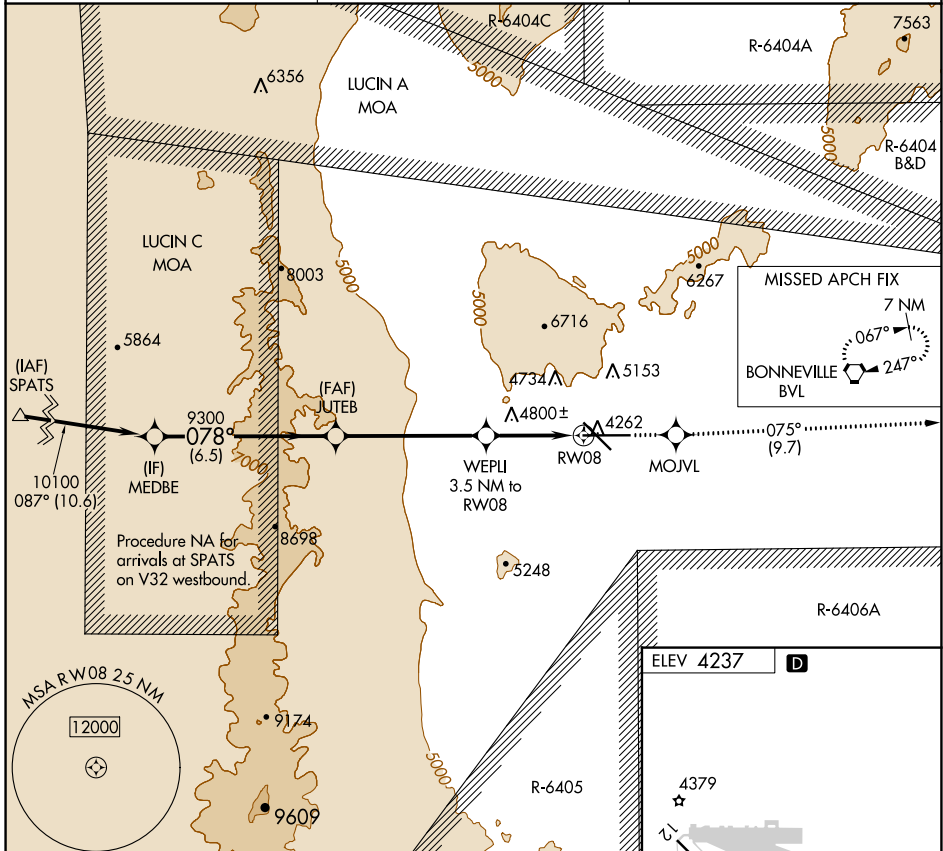 R-6404C
7563
R-6404A
5000
6356
LUCIN A
MOA
5000
R-6404
B&D
LUCIN C
MOA
8003
5000
5000
6267
5000
MISSED APCH FIX
7 NM
067°
247°
BONNEVILLE
BVL
5864
6716
(IAF)
SPATS
(FAF)
JUTEB
4734
5153
9300
078°
(6.5)
4800±
4262
RW08
MOJVL
075°
(9.7)
10100
087° (10.6)
(IF)
MEDBE
7000
WEPLI
3.5 NM to
RW08
Procedure NA for
arrivals at SPATS
on V32 westbound.
8698
5248
R-6406A
ELEV 4237
D
MSA RW08 25 NM
12000
9174
5000
R-6405
4379
9609
12